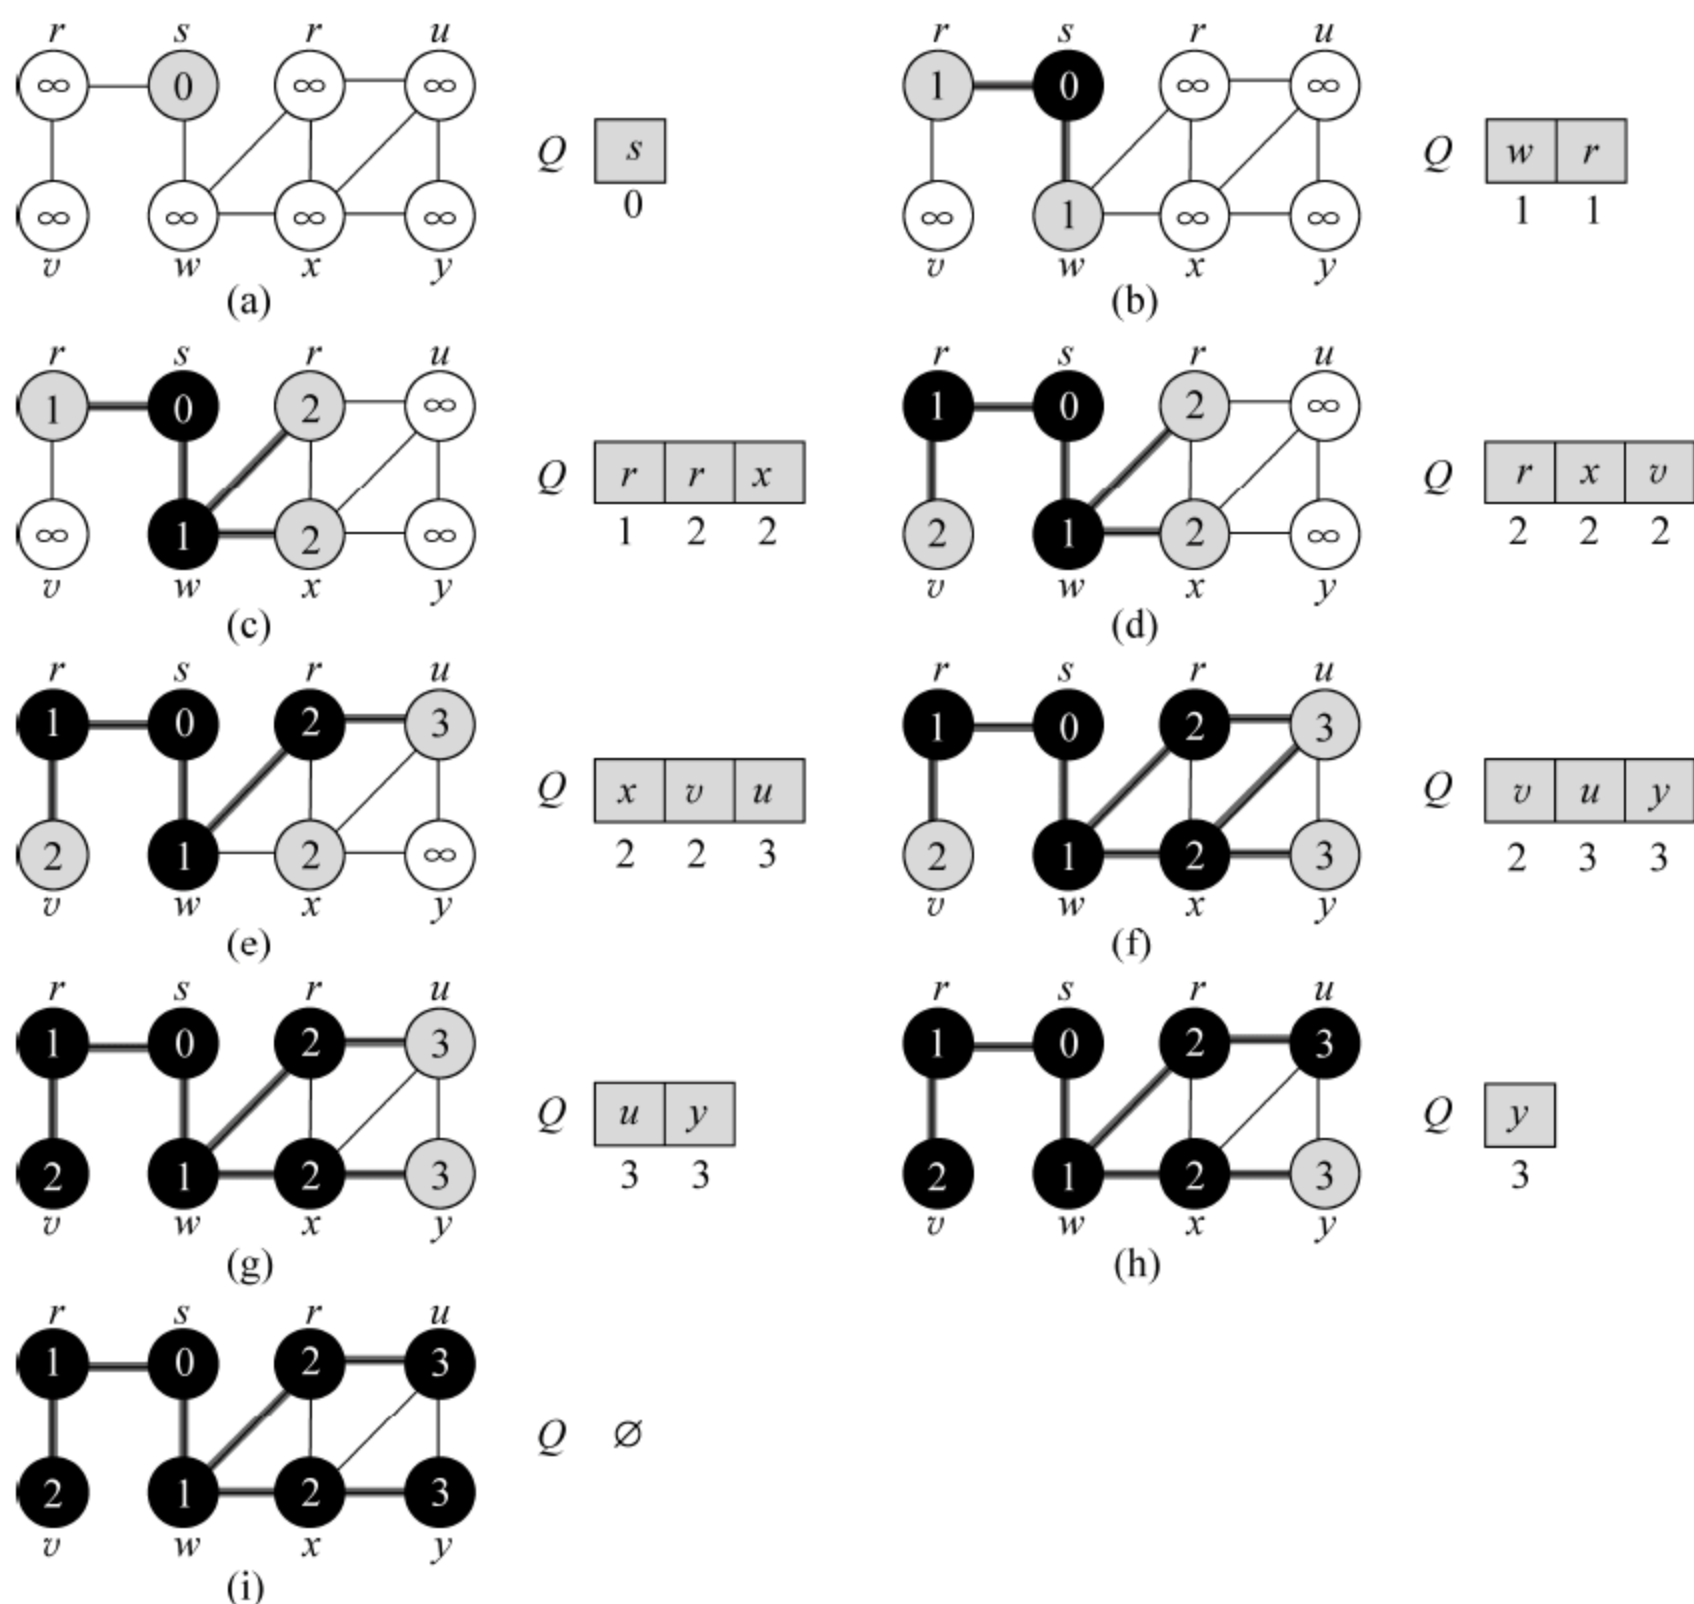 r s r u r s r u
∞ 0 ∞ ∞ 1 0 ∞ ∞
Q s Q w r
0 1 1
∞ ∞ ∞ ∞ ∞ 1 ∞ ∞
v w x y v w x y
(a) (b)
r s r u r s r u
1 0 2 ∞ 1 0 2 ∞
Q r r x Q r x v
1 2 2 2 2 2
∞ 1 2 ∞ 2 1 2 ∞
v w x y v w x y
(c) (d)
r s r u r s r u
1 0 2 3 1 0 2 3
Q x v u Q v u y
2 2 3 2 3 3
2 1 2 ∞ 2 1 2 3
v w x y v w x y
(e) (f)
r s r u r s r u
1 0 2 3 1 0 2 3
Q u y Q y
3 3 3
2 1 2 3 2 1 2 3
v w x y v w x y
(g) (h)
r s r u
1 0 2 3
Q ∅
2 1 2 3
v w x y
(i)